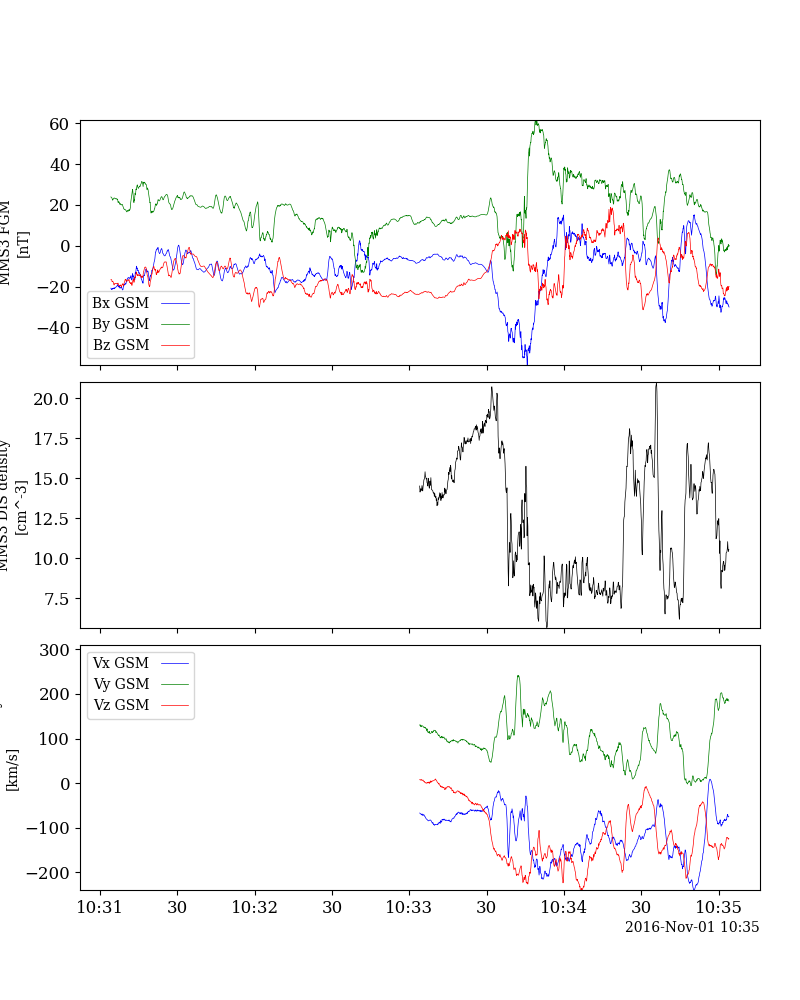 60
40
20
0
−20
−40
MMS3 FGM
[nT]
Bx GSM
By GSM
Bz GSM
20.0
17.5
15.0
12.5
10.0
7.5
MMS3 DIS density
[cm^-3]
300
200
100
0
−100
−200
[km/s]
Vx GSM
Vy GSM
Vz GSM
10:31
30
10:32
30
10:33
30
10:34
30
10:35
2016-Nov-01 10:35